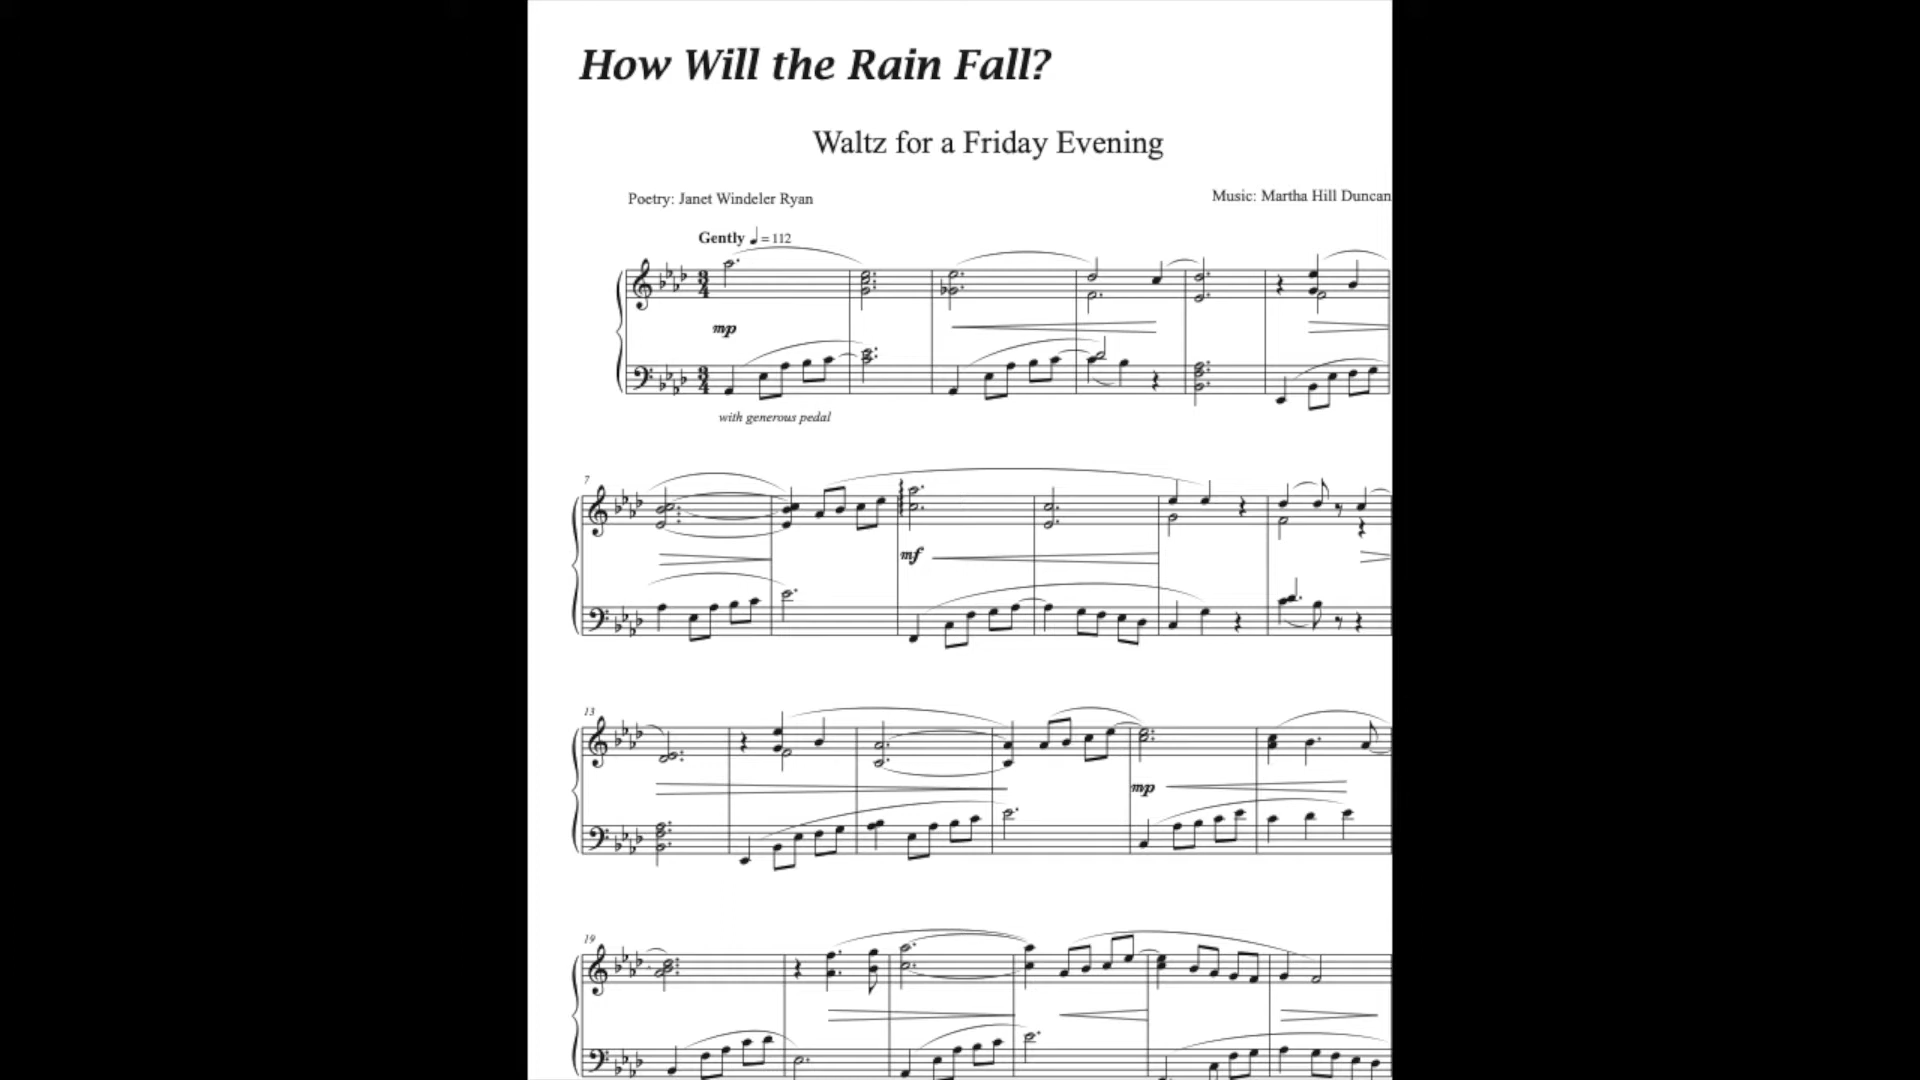 How Will the Rain Fall?
Waltz for a Friday Evening
Poetry: Janet Windeler Ryan
Music: Martha Hill Duncan
Gently ♩ = 112
3 4
mp
3 4
with generous pedal
7
mf
13
mp
19